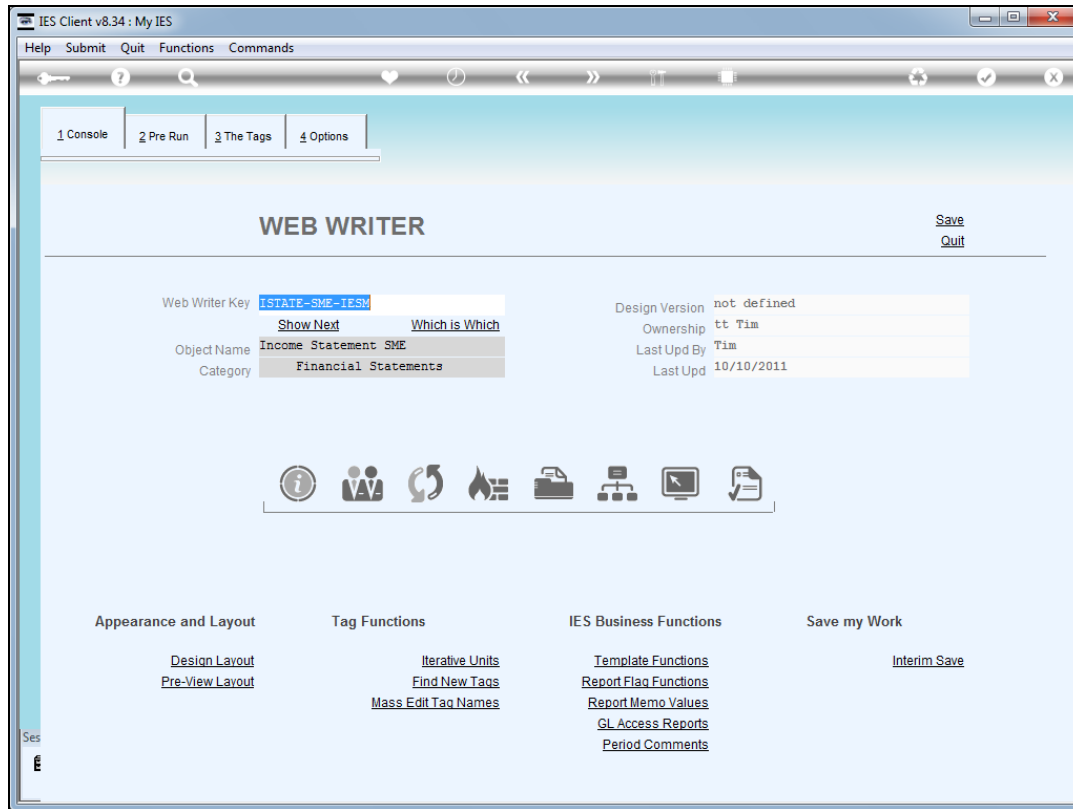 IES Client v8.34 : My IES
Help Submit Quit Functions Commands
1 Console 2 Pre Run 3 The Tags 4 Options
WEB WRITER
Save
Quit
Web Writer Key ISTATE-SME-IESM
Show Next Which is Which
Object Name Income Statement SME
Category Financial Statements
Design Version not defined
Ownership tt Tim
Last Upd By Tim
Last Upd 10/10/2011
Appearance and Layout
Design Layout
Pre-View Layout
Tag Functions
Iterative Units
Find New Tags
Mass Edit Tag Names
IES Business Functions
Template Functions
Report Flag Functions
Report Memo Values
GL Access Reports
Period Comments
Save my Work
Interim Save
Ses